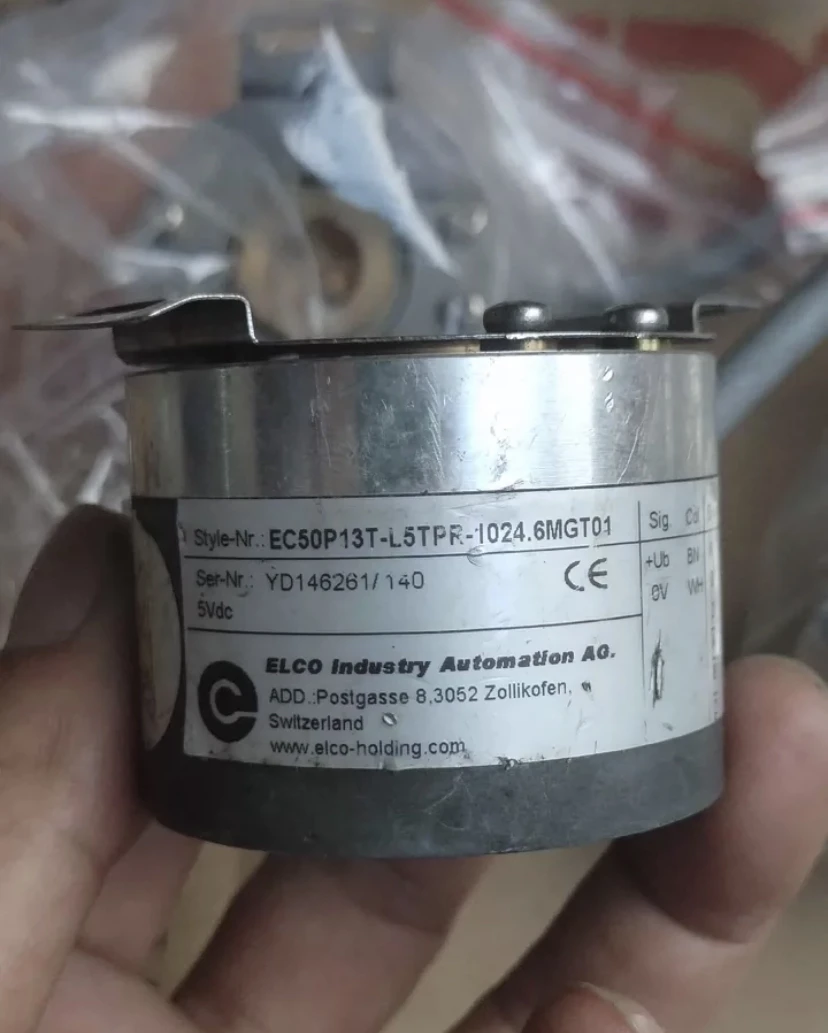 Style-Nr.: EC50P13T-L5TPR-1024.6MGT01
Ser-Nr.: YD146261/140
5Vdc
CE
ELCO Industry Automation AG.
ADD.:Postgasse 8,3052 Zollikofen,
Switzerland
www.elco-holding.com
Sig.
+Ub BN
0V WH